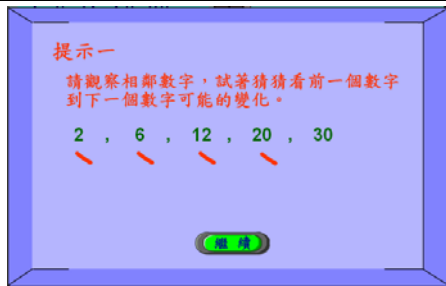 提示一
請觀察相鄰數字，試著猜猜看前一個數字
到下一個數字可能的變化。
2 , 6 , 12 , 20 , 30
繼續